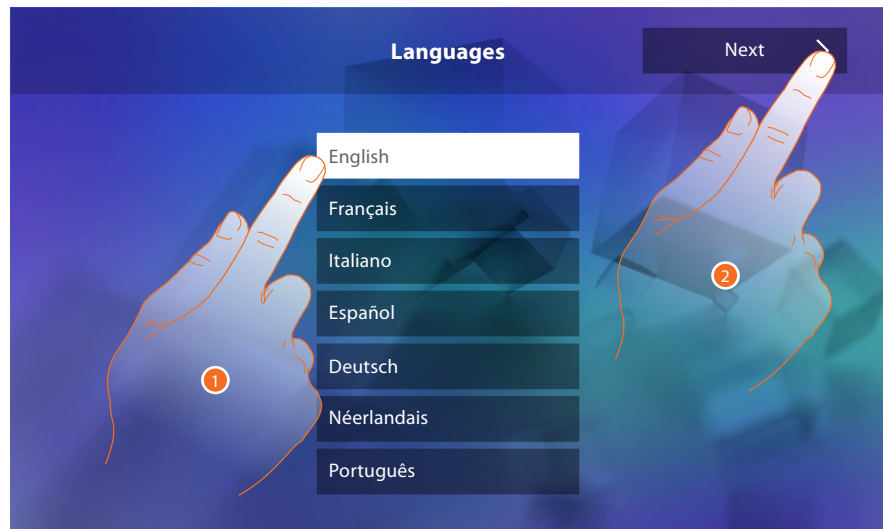 Languages
Next
English
Français
Italiano
Español
Deutsch
Néerlandais
Português
1
2